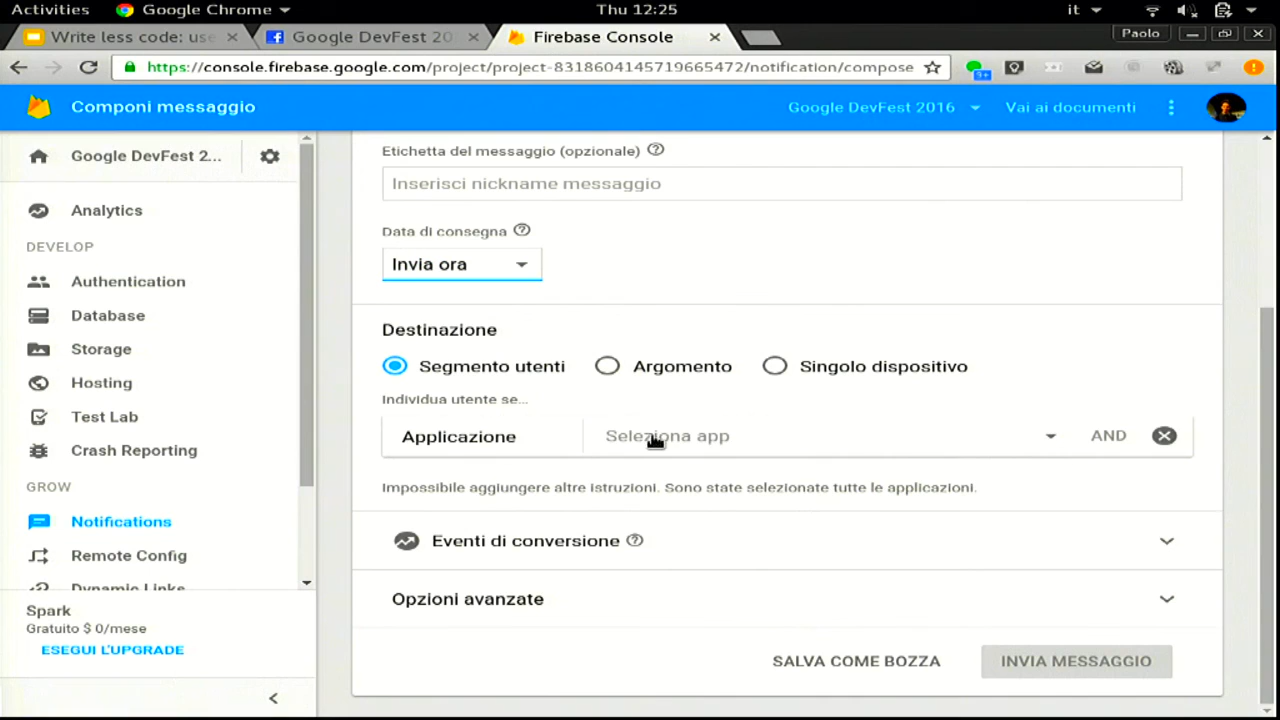 Activities
Google Chrome
Thu 12:25
it
Write less code: use
Google DevFest 20
Firebase Console
Paolo
https://console.firebase.google.com/project/project-8318604145719665472/notification/compose
9+
Componi messaggio
Google DevFest 2016
Vai ai documenti
Google DevFest 2...
Analytics
DEVELOP
Authentication
Database
Storage
Hosting
Test Lab
Crash Reporting
GROW
Notifications
Remote Config
Dynamic Links
Spark
Gratuito $ 0/mese
ESEGUI L'UPGRADE
Etichetta del messaggio (opzionale)
Inserisci nickname messaggio
Data di consegna
Invia ora
Destinazione
Segmento utenti
Argomento
Singolo dispositivo
Individua utente se...
Applicazione
Seleziona app
AND
Impossibile aggiungere altre istruzioni. Sono state selezionate tutte le applicazioni.
Eventi di conversione
Opzioni avanzate
SALVA COME BOZZA
INVIA MESSAGGIO